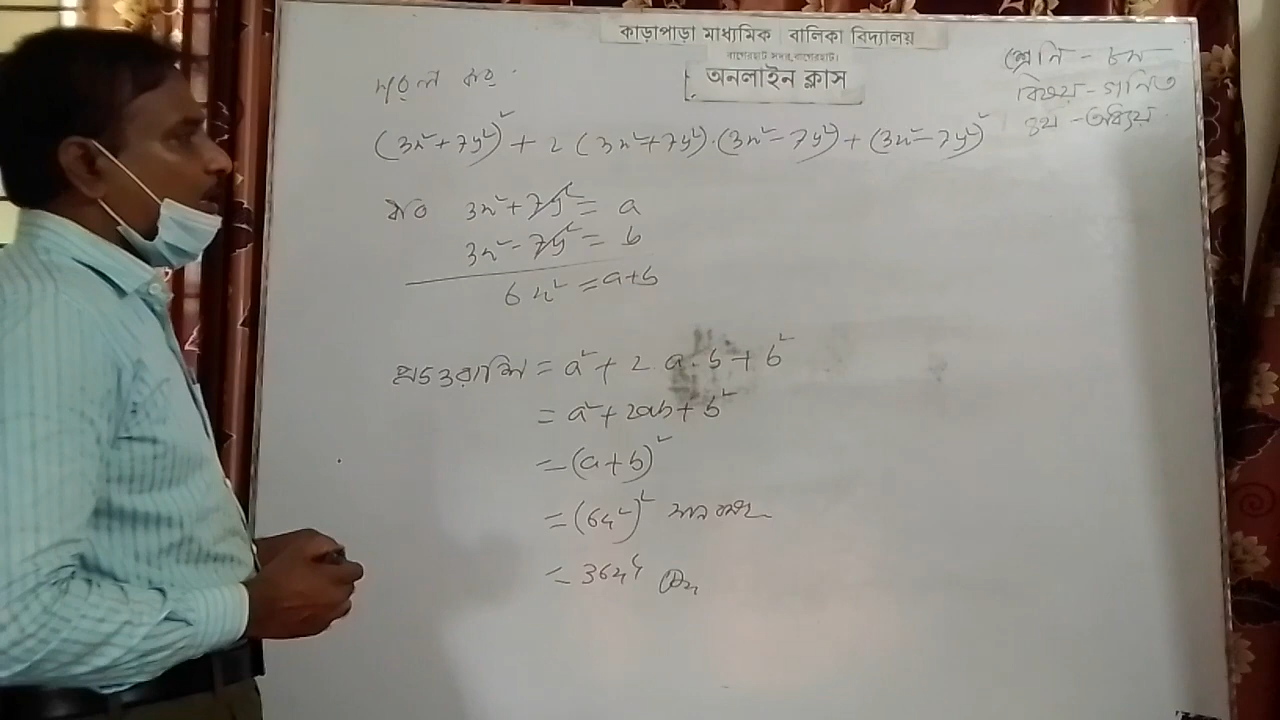 কাড়াপাড়া মাধ্যমিক বালিকা বিদ্যালয়
বাগেরহাট সদর, বাগেরহাট।
অনলাইন ক্লাস
শ্রেনি - ৮ম
বিষয় - গনিত
৪র্থ - অধ্যিয়
সরল কর
(3x²+7y²)² + 2 (3x²+7y²).(3x²-7y²) + (3x²-7y²)²
ধরি 3x²+7y² = a
3x²-7y² = b
6x² = a+b
প্রদত্তরাশি = a² + 2 a.b + b²
= a² + 2ab + b²
= (a+b)²
= (6x²)² মান বসাই
= 36x⁴